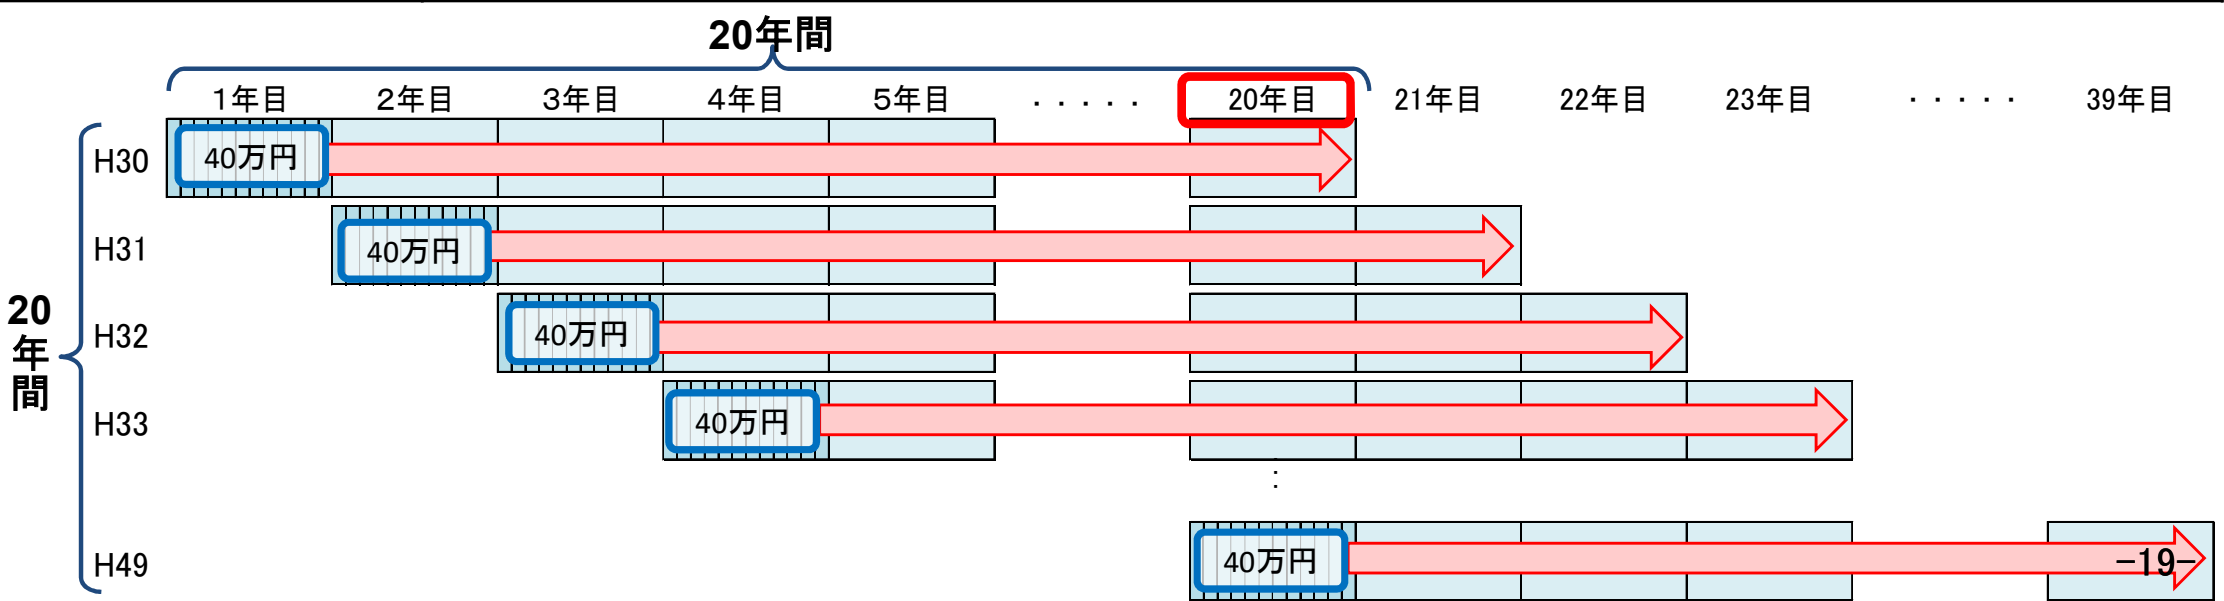 20年間
1年目 2年目 3年目 4年目 5年目 ・・・・・ 20年目 21年目 22年目 23年目 ・・・・・ 39年目
H30 40万円
H31 40万円
20年間
H32 40万円
H33 40万円
:
H49 40万円
-19-